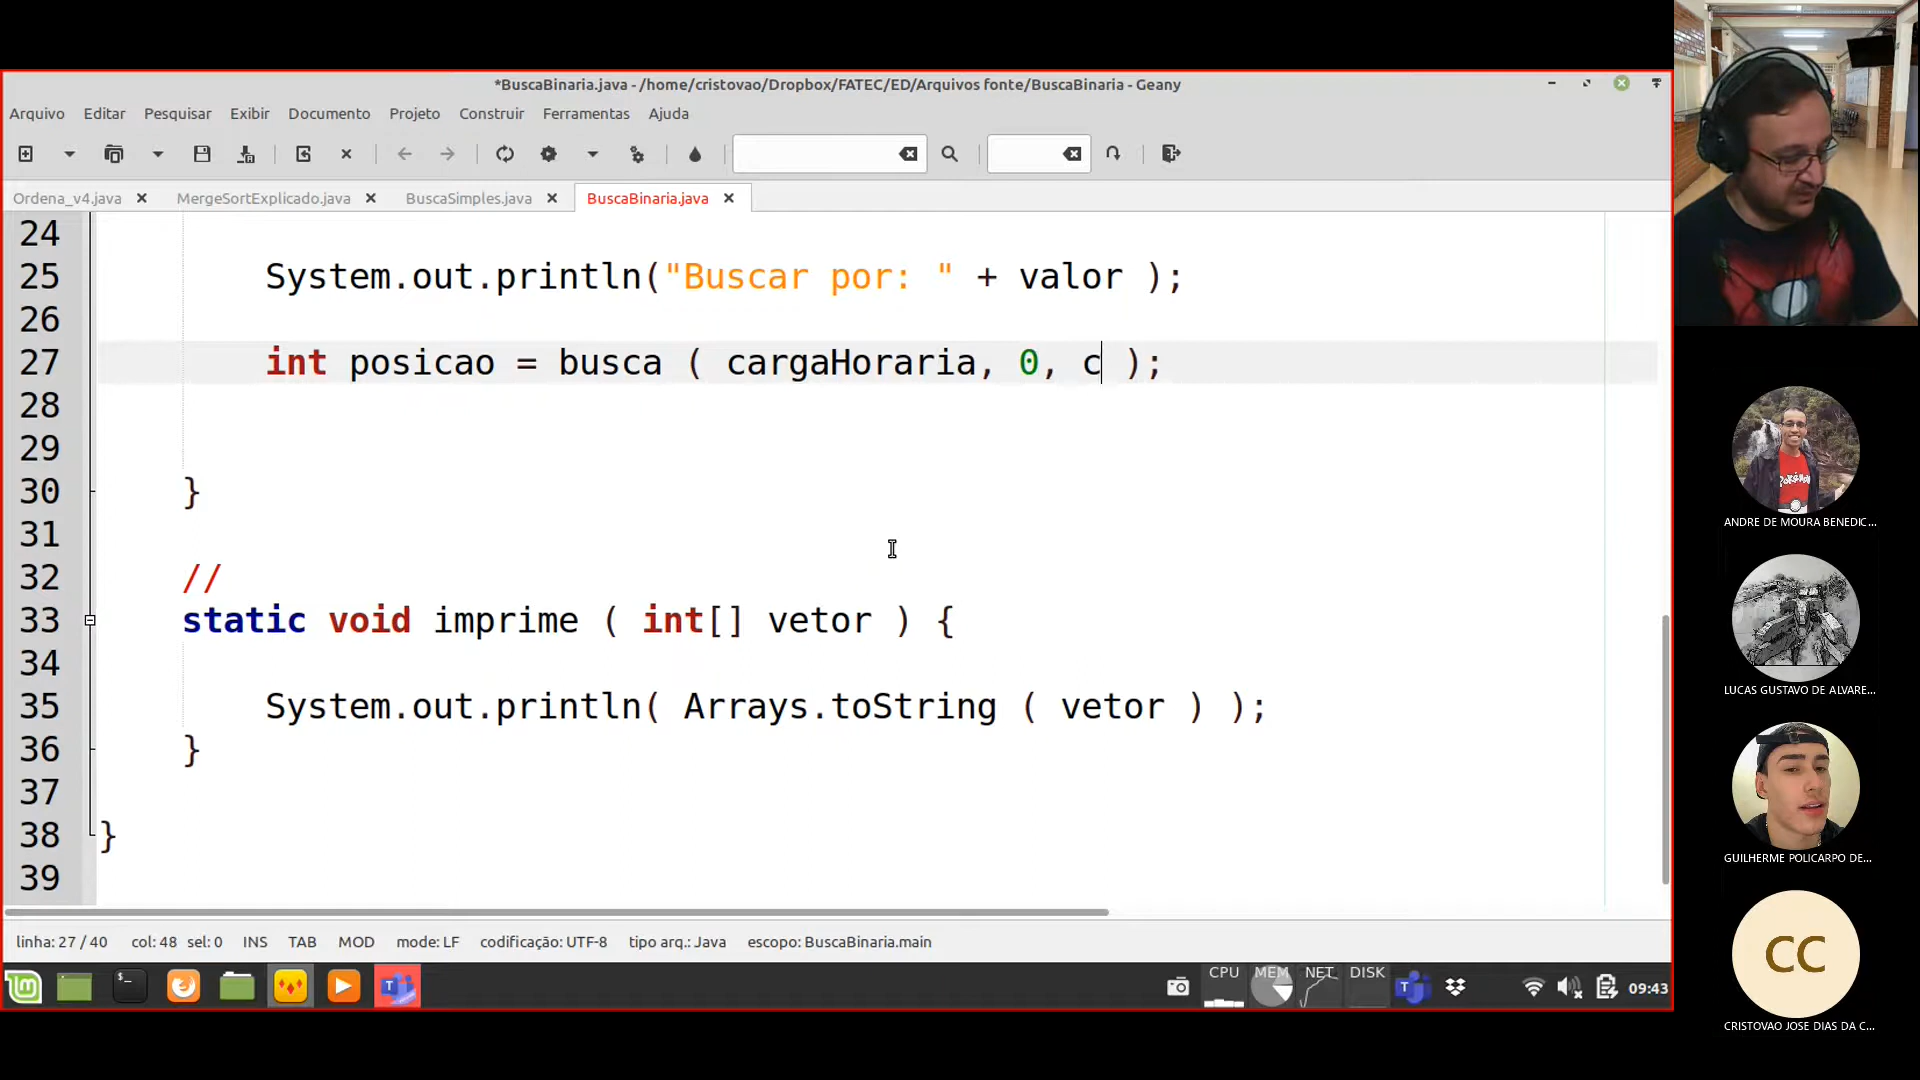 *BuscaBinaria.java - /home/cristovao/Dropbox/FATEC/ED/Arquivos fonte/BuscaBinaria - Geany
Arquivo Editar Pesquisar Exibir Documento Projeto Construir Ferramentas Ajuda
Ordena_v4.java MergeSortExplicado.java BuscaSimples.java BuscaBinaria.java
24
25 System.out.println("Buscar por: " + valor );
26
27 int posicao = busca ( cargaHoraria, 0, c );
28
29
30 }
31
32 //
33 static void imprime ( int[] vetor ) {
34
35 System.out.println( Arrays.toString ( vetor ) );
36 }
37
38 }
39
linha: 27 / 40 col: 48 sel: 0 INS TAB MOD mode: LF codificação: UTF-8 tipo arq.: Java escopo: BuscaBinaria.main
CPU MEM NET DISK 09:43
ANDRE DE MOURA BENEDIC...
LUCAS GUSTAVO DE ALVARE...
GUILHERME POLICARPO DE...
CC
CRISTOVAO JOSE DIAS DA C...